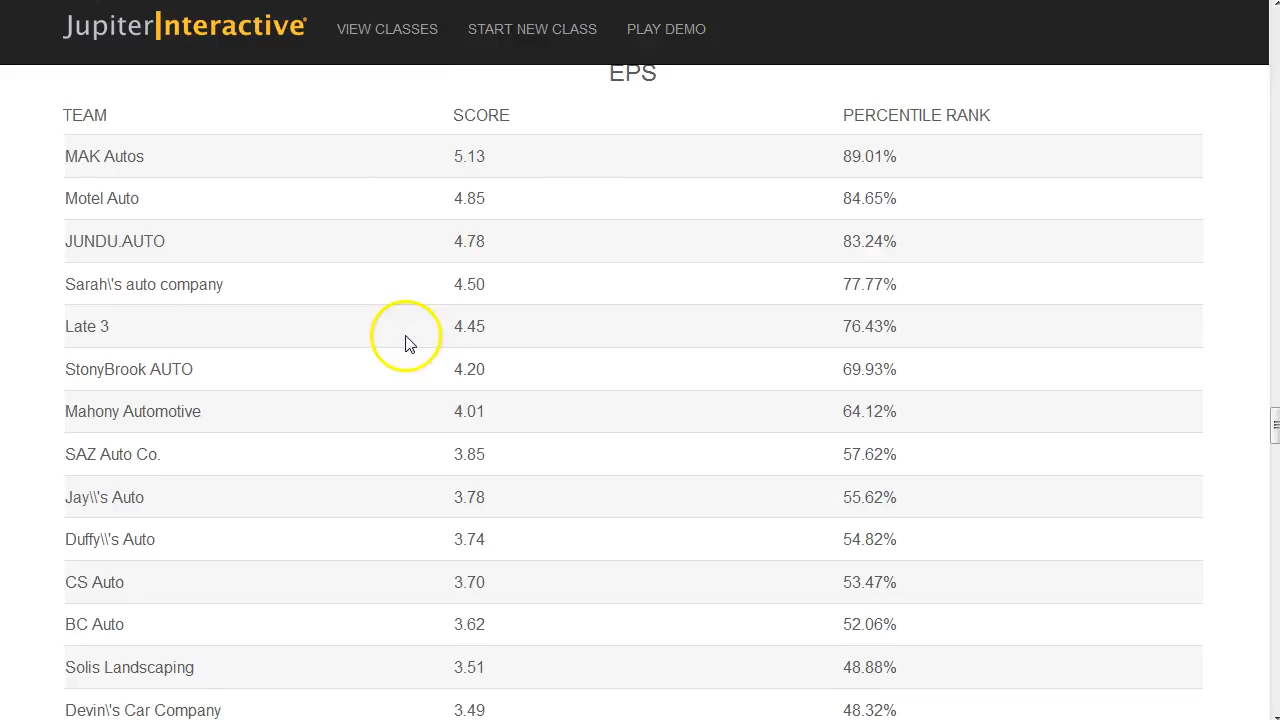 JupiterInteractive VIEW CLASSES START NEW CLASS PLAY DEMO
EPS
TEAM SCORE PERCENTILE RANK
MAK Autos 5.13 89.01%
Motel Auto 4.85 84.65%
JUNDU.AUTO 4.78 83.24%
Sarah\'s auto company 4.50 77.77%
Late 3 4.45 76.43%
StonyBrook AUTO 4.20 69.93%
Mahony Automotive 4.01 64.12%
SAZ Auto Co. 3.85 57.62%
Jay\\'s Auto 3.78 55.62%
Duffy\\'s Auto 3.74 54.82%
CS Auto 3.70 53.47%
BC Auto 3.62 52.06%
Solis Landscaping 3.51 48.88%
Devin\'s Car Company 3.49 48.32%